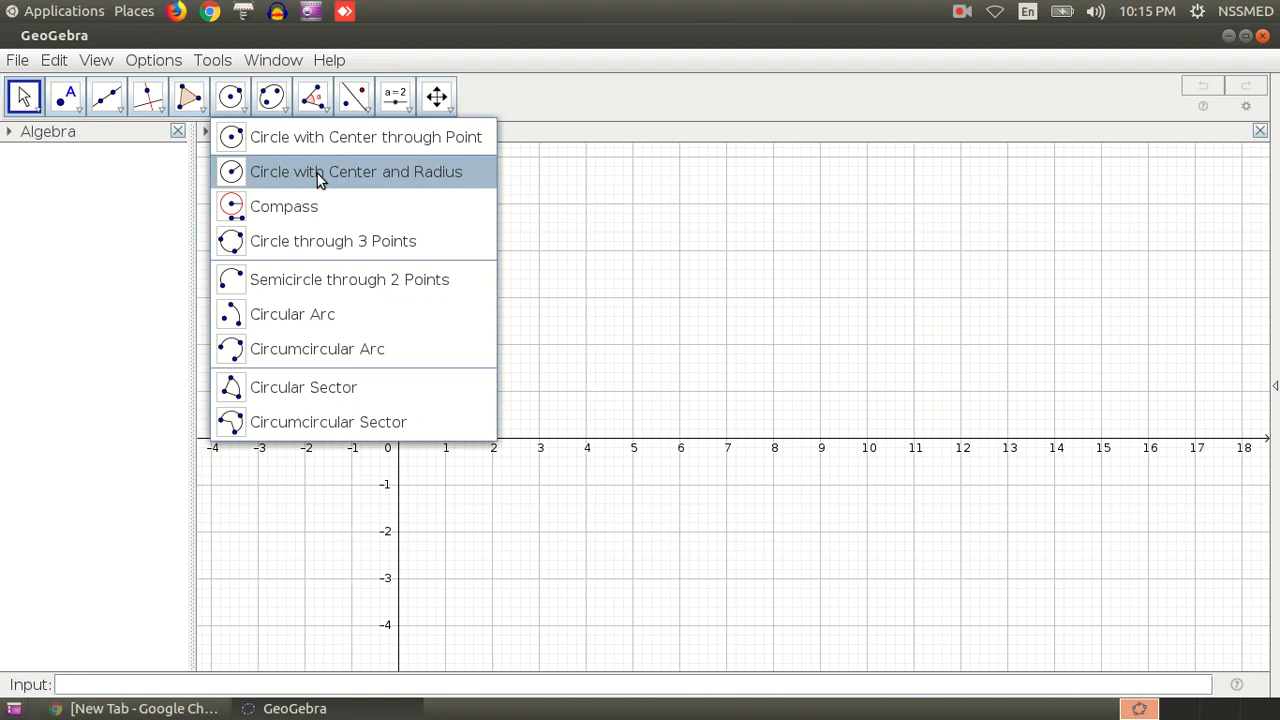 Applications Places En 10:15 PM NSSMED
GeoGebra
File Edit View Options Tools Window Help
A α a=2
Algebra
Circle with Center through Point
Circle with Center and Radius
Compass
Circle through 3 Points
Semicircle through 2 Points
Circular Arc
Circumcircular Arc
Circular Sector
Circumcircular Sector
-4 -3 -2 -1 0 1 2 3 4 5 6 7 8 9 10 11 12 13 14 15 16 17 18
-1
-2
-3
-4
Input:
[New Tab - Google Ch... GeoGebra